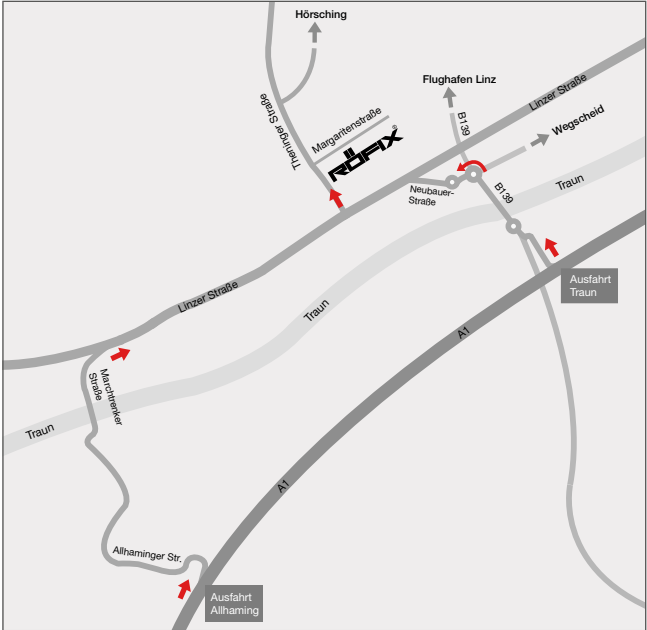 Hörsching
Flughafen Linz
Linzer Straße
B139
Wegscheid
Theninger Straße
Margaritenstraße
RÖFIX®
Neubauer-
Straße
B139
Traun
Ausfahrt
Traun
Linzer Straße
Traun
A1
Marchtrenker
Straße
Traun
A1
Allhaminger Str.
Ausfahrt
Allhaming